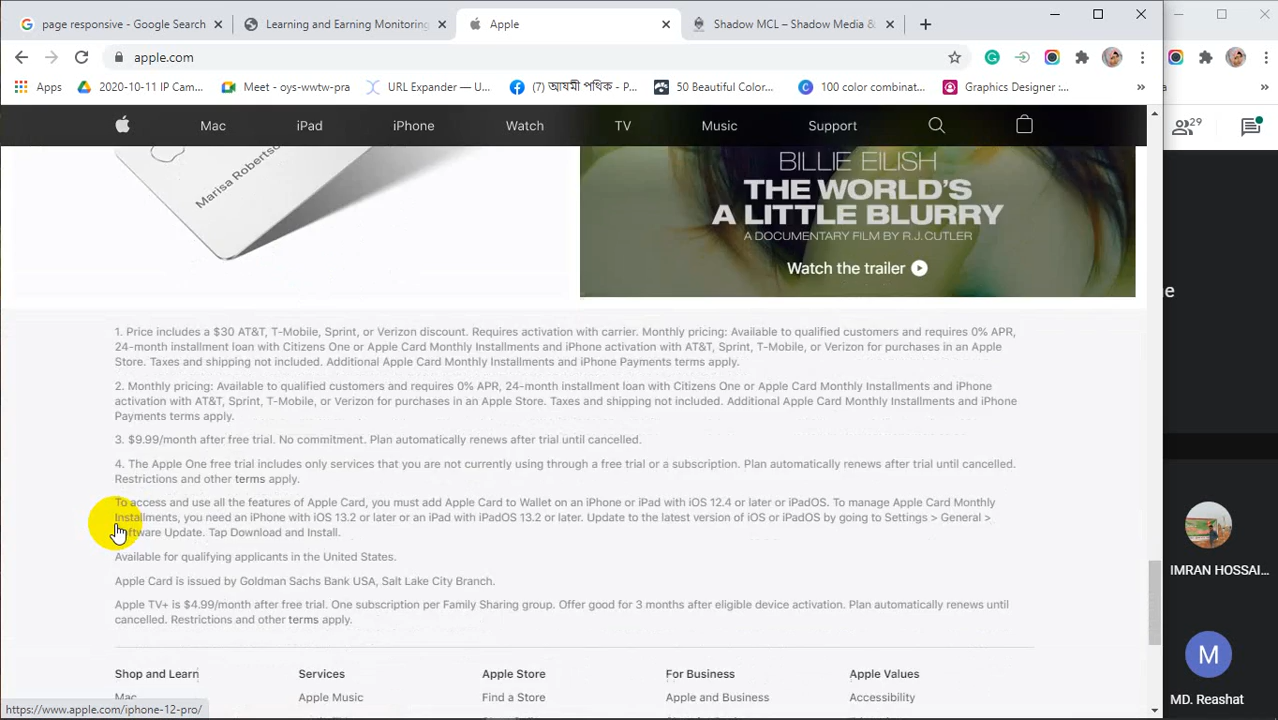 page responsive - Google Search
Learning and Earning Monitoring
Apple
Shadow MCL – Shadow Media &
apple.com
Apps
2020-10-11 IP Cam...
Meet - oys-wwtw-pra
URL Expander — U...
(7) আযমী পথিক - P...
50 Beautiful Color...
100 color combinat...
Graphics Designer :...
»
»
Mac
iPad
iPhone
Watch
TV
Music
Support
29
Marisa Robertso
BILLIE EILISH
THE WORLD'S
A LITTLE BLURRY
A DOCUMENTARY FILM BY R.J. CUTLER
Watch the trailer
1. Price includes a $30 AT&T, T-Mobile, Sprint, or Verizon discount. Requires activation with carrier. Monthly pricing: Available to qualified customers and requires 0% APR,
24-month installment loan with Citizens One or Apple Card Monthly Installments and iPhone activation with AT&T, Sprint, T-Mobile, or Verizon for purchases in an Apple
Store. Taxes and shipping not included. Additional Apple Card Monthly Installments and iPhone Payments terms apply.
2. Monthly pricing: Available to qualified customers and requires 0% APR, 24-month installment loan with Citizens One or Apple Card Monthly Installments and iPhone
activation with AT&T, Sprint, T-Mobile, or Verizon for purchases in an Apple Store. Taxes and shipping not included. Additional Apple Card Monthly Installments and iPhone
Payments terms apply.
3. $9.99/month after free trial. No commitment. Plan automatically renews after trial until cancelled.
4. The Apple One free trial includes only services that you are not currently using through a free trial or a subscription. Plan automatically renews after trial until cancelled.
Restrictions and other terms apply.
To access and use all the features of Apple Card, you must add Apple Card to Wallet on an iPhone or iPad with iOS 12.4 or later or iPadOS. To manage Apple Card Monthly
Installments, you need an iPhone with iOS 13.2 or later or an iPad with iPadOS 13.2 or later. Update to the latest version of iOS or iPadOS by going to Settings > General >
Software Update. Tap Download and Install.
Available for qualifying applicants in the United States.
Apple Card is issued by Goldman Sachs Bank USA, Salt Lake City Branch.
Apple TV+ is $4.99/month after free trial. One subscription per Family Sharing group. Offer good for 3 months after eligible device activation. Plan automatically renews until
cancelled. Restrictions and other terms apply.
Shop and Learn
Services
Apple Store
For Business
Apple Values
Mac
Apple Music
Find a Store
Apple and Business
Accessibility
https://www.apple.com/iphone-12-pro/
IMRAN HOSSAI...
M
MD. Reashat